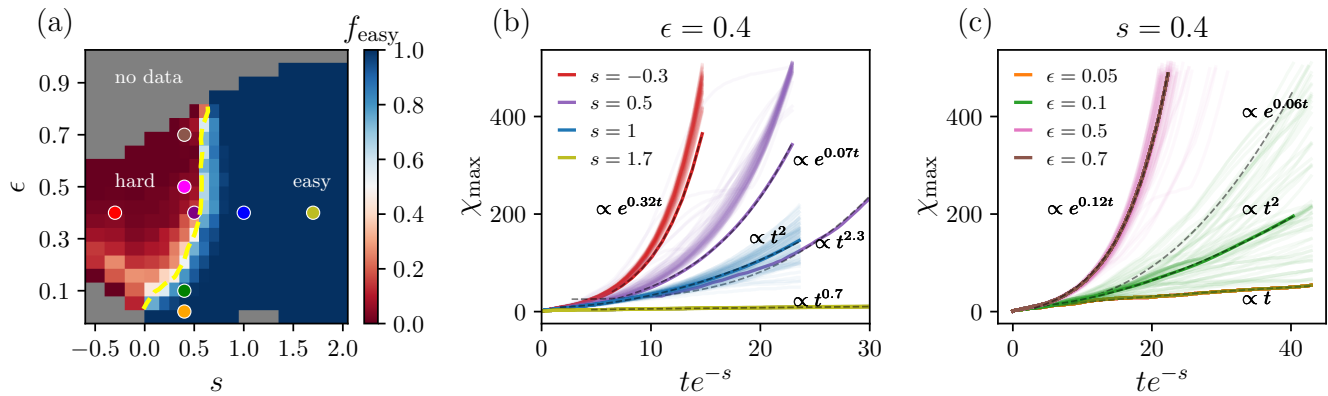 (a)
f_easy
no data
hard
easy
ϵ
0.9
0.7
0.5
0.3
0.1
−0.5 0.0 0.5 1.0 1.5 2.0
s
1.0
0.8
0.6
0.4
0.2
0.0
(b)
ϵ = 0.4
s = −0.3
s = 0.5
s = 1
s = 1.7
∝ e^{0.32t}
∝ e^{0.07t}
∝ t^2
∝ t^{2.3}
∝ t^{0.7}
χ_max
400
200
0
0 10 20 30
te^{−s}
(c)
s = 0.4
ϵ = 0.05
ϵ = 0.1
ϵ = 0.5
ϵ = 0.7
∝ e^{0.06t}
∝ e^{0.12t}
∝ t^2
∝ t
χ_max
400
200
0
0 20 40
te^{−s}